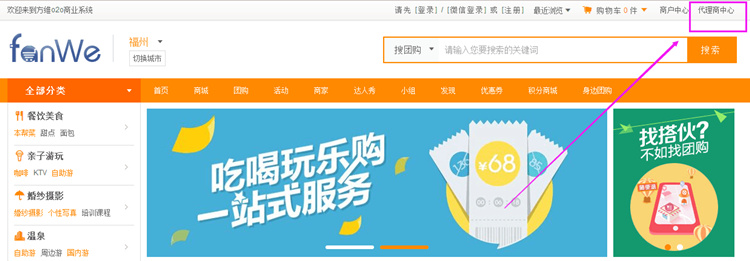 欢迎来到方维o2o商业系统
请先 [登录] / [微信登录] 或 [注册] 最近浏览 购物车 0 件 商户中心 代理商中心
fanWe
福州
切换城市
搜团购 请输入您要搜索的关键词 搜索
全部分类 首页 商城 团购 活动 商家 达人秀 小组 发现 优惠券 积分商城 身边团购
餐饮美食
本帮菜 甜点 面包
亲子游玩
咖啡 KTV 自助游
婚纱摄影
婚纱摄影 个性写真 培训课程
温泉
自助游 周边游 国内游
吃喝玩乐购
一站式服务
¥68
找搭伙?
不如找团购